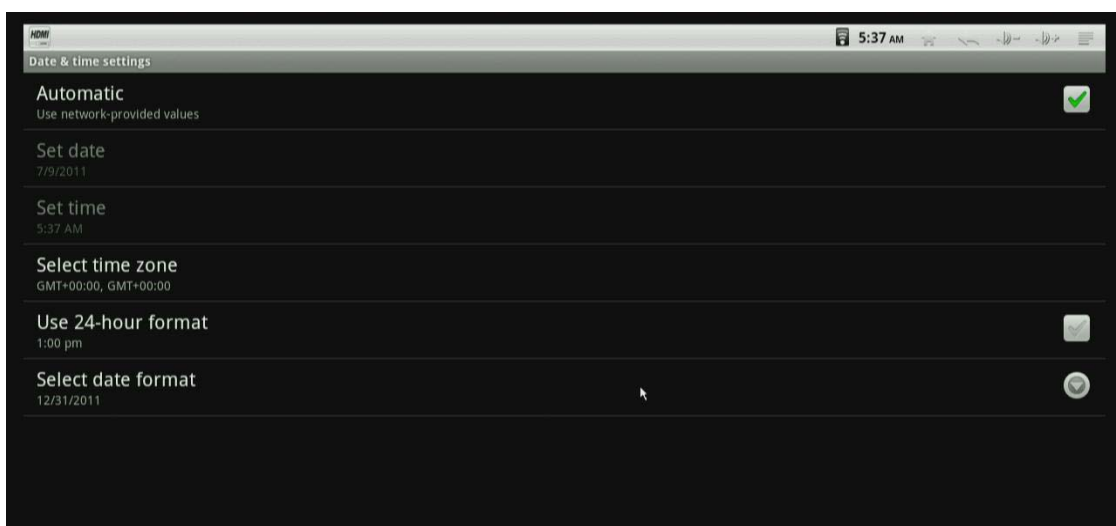 HDMI
5:37 AM
Date & time settings
Automatic
Use network-provided values
Set date
7/9/2011
Set time
5:37 AM
Select time zone
GMT+00:00, GMT+00:00
Use 24-hour format
1:00 pm
Select date format
12/31/2011